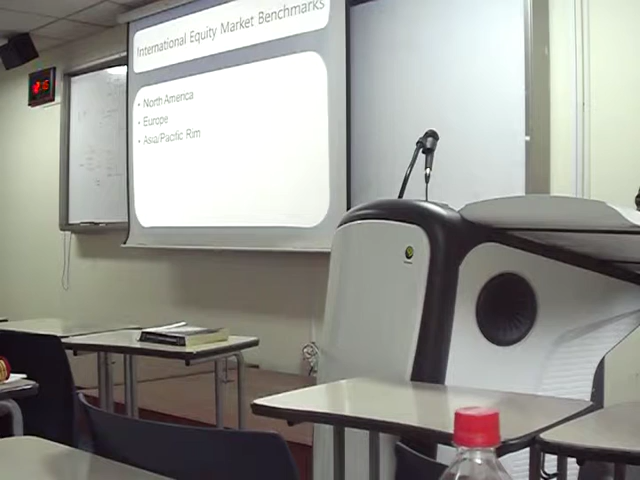 International Equity Market Benchmarks
• North America
• Europe
• Asia/Pacific Rim